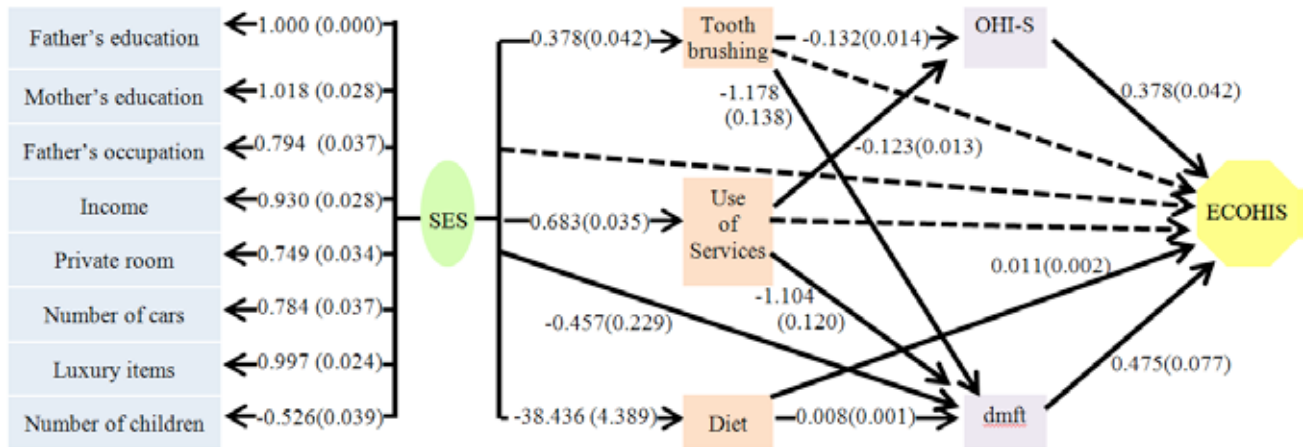 Father's education
Mother's education
Father's occupation
Income
Private room
Number of cars
Luxury items
Number of children
1.000 (0.000)
1.018 (0.028)
0.794 (0.037)
0.930 (0.028)
0.749 (0.034)
0.784 (0.037)
0.997 (0.024)
-0.526(0.039)
SES
0.378(0.042)
0.683(0.035)
-0.457(0.229)
-38.436 (4.389)
Tooth
brushing
Use
of
Services
Diet
-0.132(0.014)
-1.178
(0.138)
-0.123(0.013)
-1.104
(0.120)
0.011(0.002)
0.008(0.001)
OHI-S
dmft
0.378(0.042)
0.475(0.077)
ECOHIS